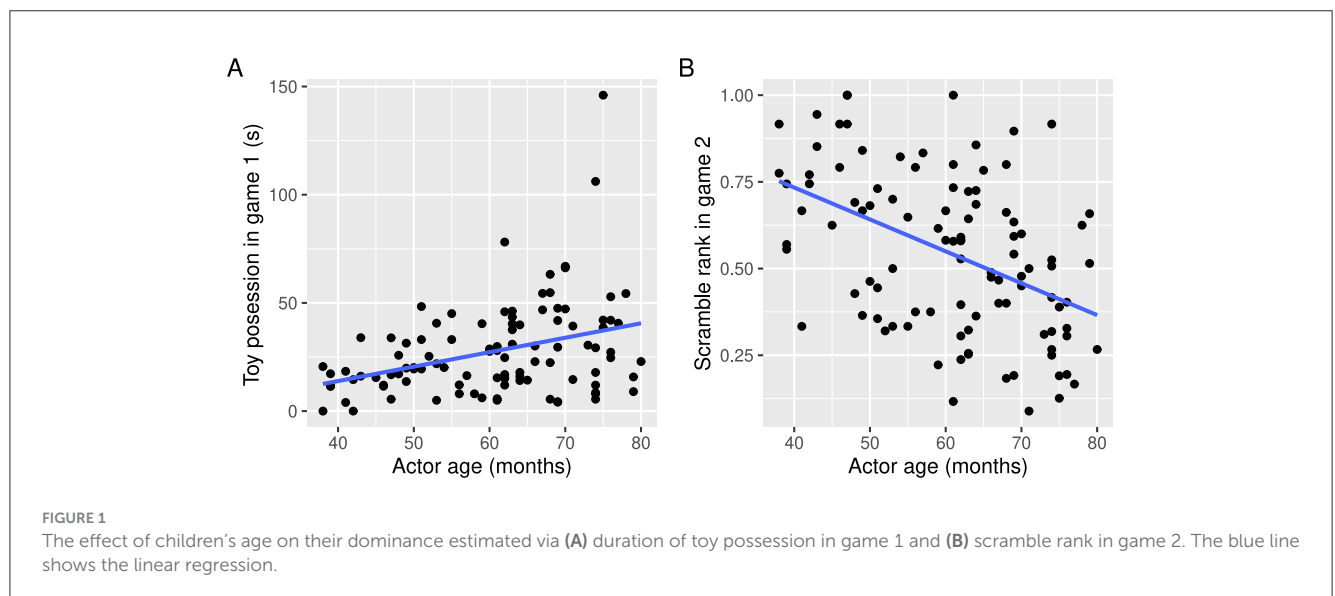 A
B
150
100
50
0
Toy posession in game 1 (s)
40
50
60
70
80
Actor age (months)
1.00
0.75
0.50
0.25
Scramble rank in game 2
40
50
60
70
80
Actor age (months)
FIGURE 1
The effect of children's age on their dominance estimated via (A) duration of toy possession in game 1 and (B) scramble rank in game 2. The blue line
shows the linear regression.